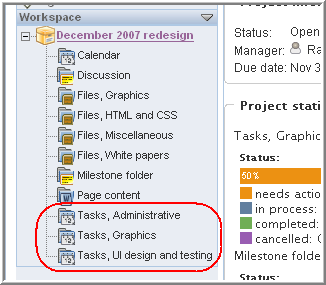 Workspace
December 2007 redesign
Calendar
Discussion
Files, Graphics
Files, HTML and CSS
Files, Miscellaneous
Files, White papers
Milestone folder
Page content
Tasks, Administrative
Tasks, Graphics
Tasks, UI design and testing
Status: Open
Manager: Ra
Due date: Nov 3
Project stati
Tasks, Graphic
Status:
50%
needs actio
in process:
completed:
cancelled: 0
Milestone folde
Status: